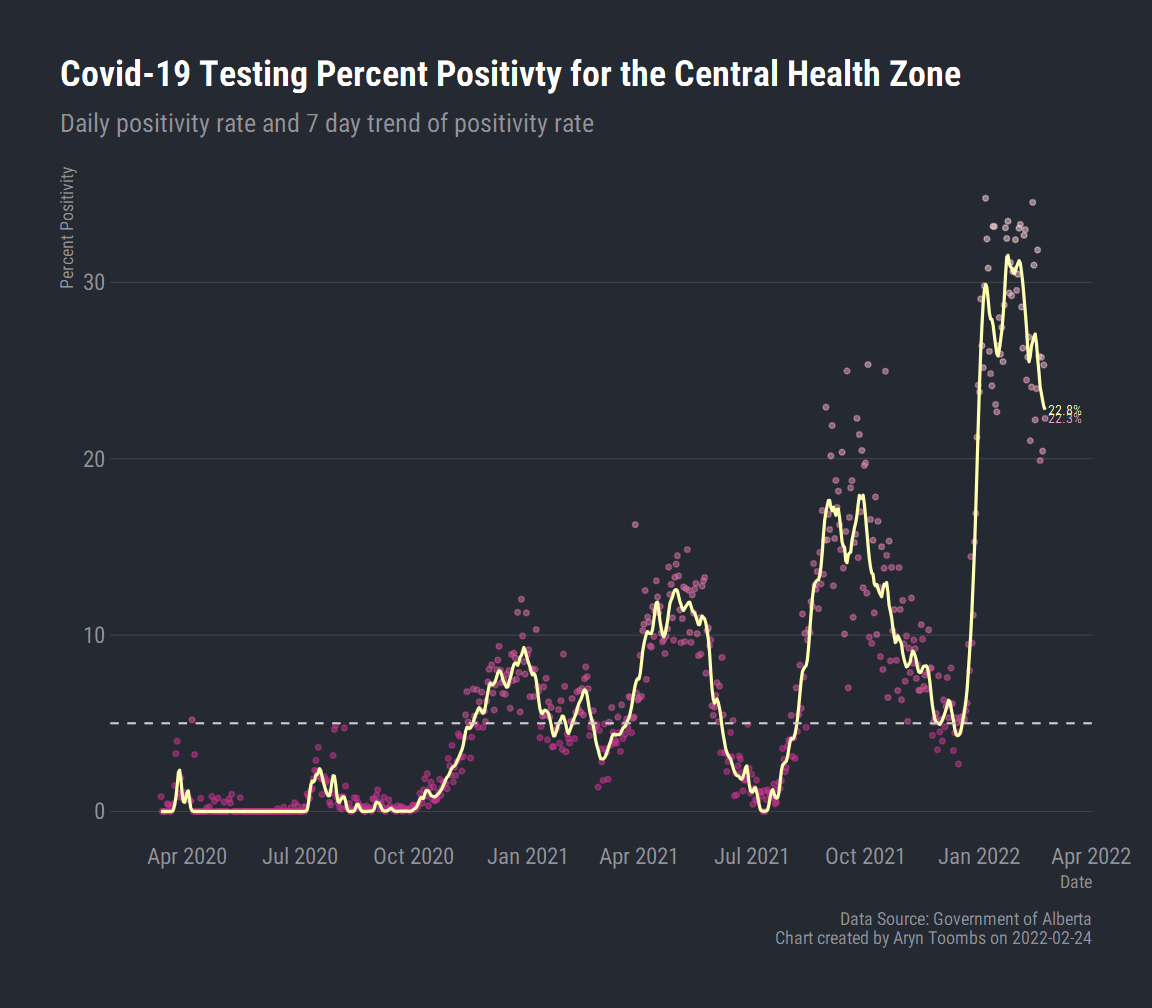 Covid-19 Testing Percent Positivty for the Central Health Zone
Daily positivity rate and 7 day trend of positivity rate
Percent Positivity
30
20
10
0
22.8%
22.3%
Apr 2020 Jul 2020 Oct 2020 Jan 2021 Apr 2021 Jul 2021 Oct 2021 Jan 2022 Apr 2022
Date
Data Source: Government of Alberta
Chart created by Aryn Toombs on 2022-02-24